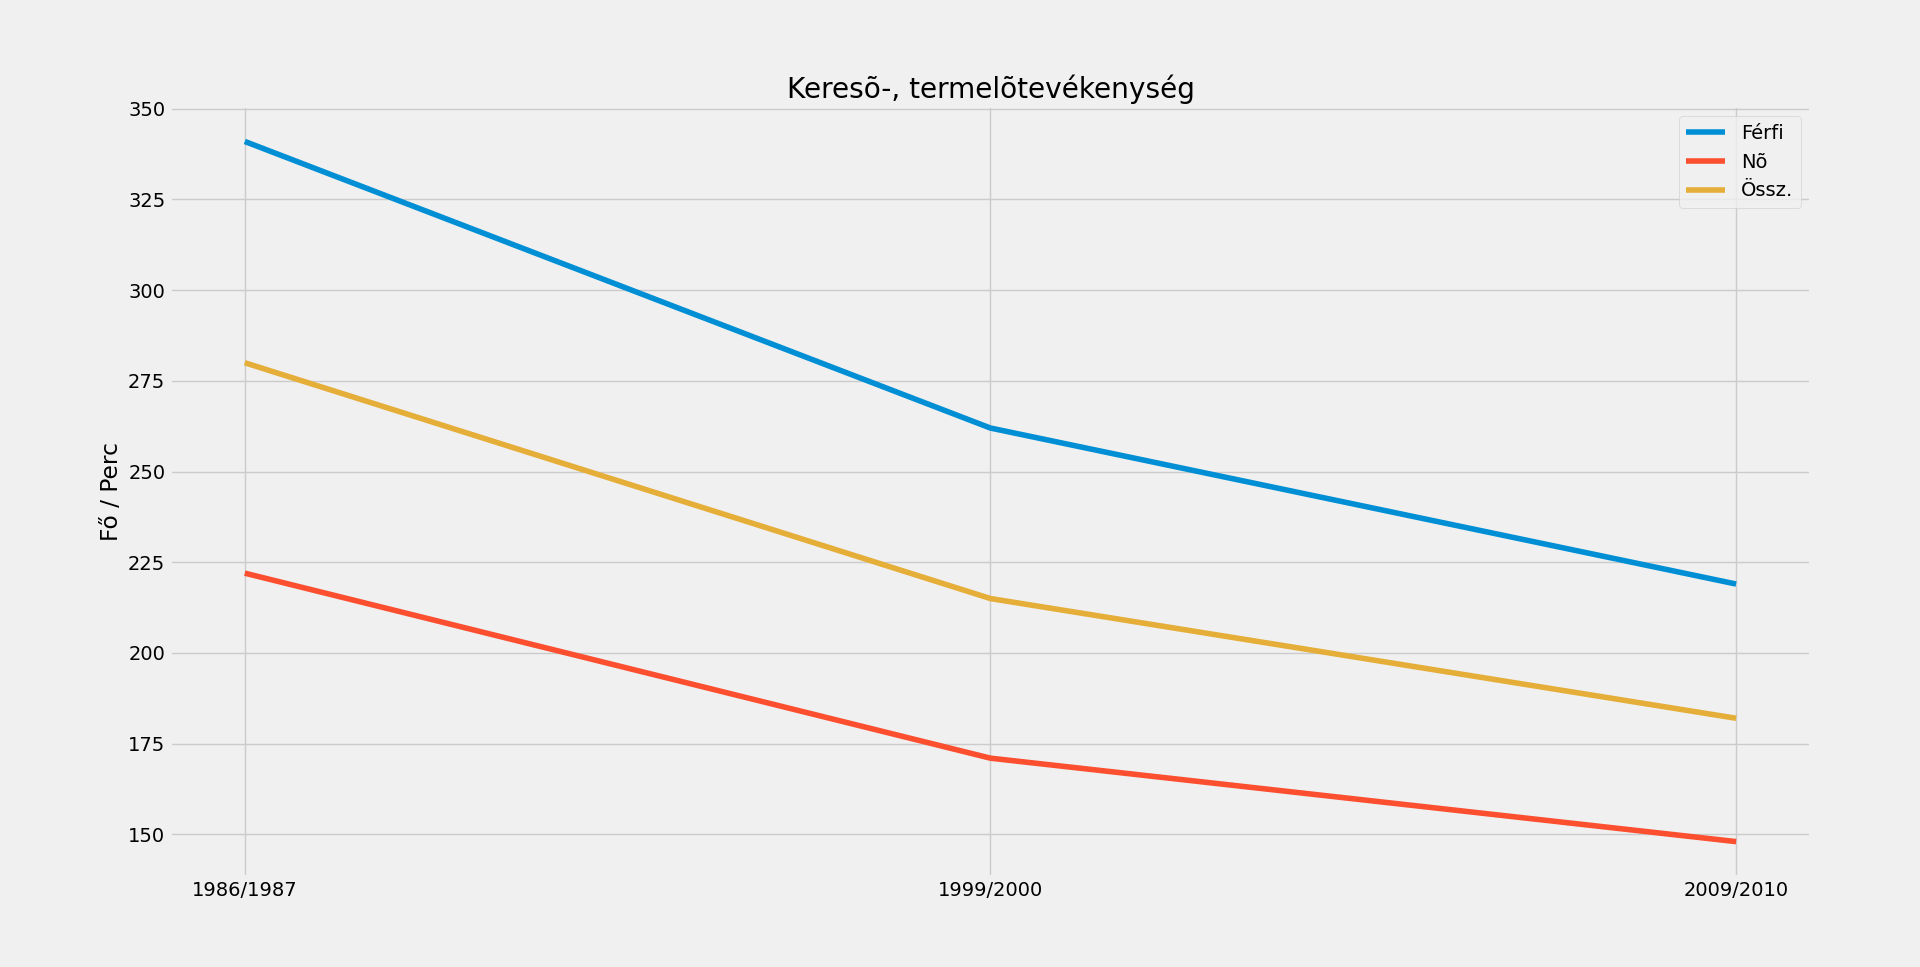 Keresõ-, termelõtevékenység
Fő / Perc
350
325
300
275
250
225
200
175
150
1986/1987
1999/2000
2009/2010
Férfi
Nõ
Össz.